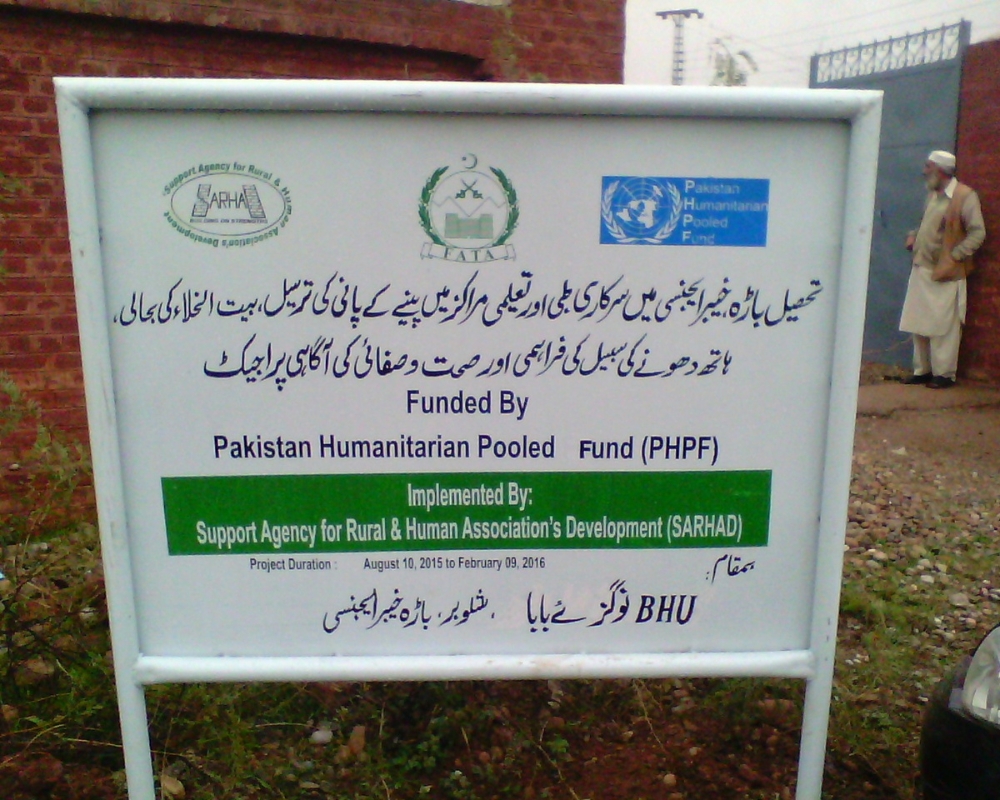 Support Agency for Rural & Human Association's Development
SARHAD
FATA
Pakistan
Humanitarian
Pooled
Fund
تحصیل باڑہ خیبر ایجنسی میں سرکاری طبی اور تعلیمی مراکز میں پینے کے پانی کی ترسیل، بیت الخلاء کی بحالی،
ہاتھ دھونے کی سبیل کی فراہمی اور صحت و صفائی کی آگاہی پراجیکٹ
Funded By
Pakistan Humanitarian Pooled Fund (PHPF)
Implemented By:
Support Agency for Rural & Human Association's Development (SARHAD)
Project Duration : August 10, 2015 to February 09, 2016
بمقام:
BHU نوگزئے بابا ، شلوبر، باڑہ خیبر ایجنسی